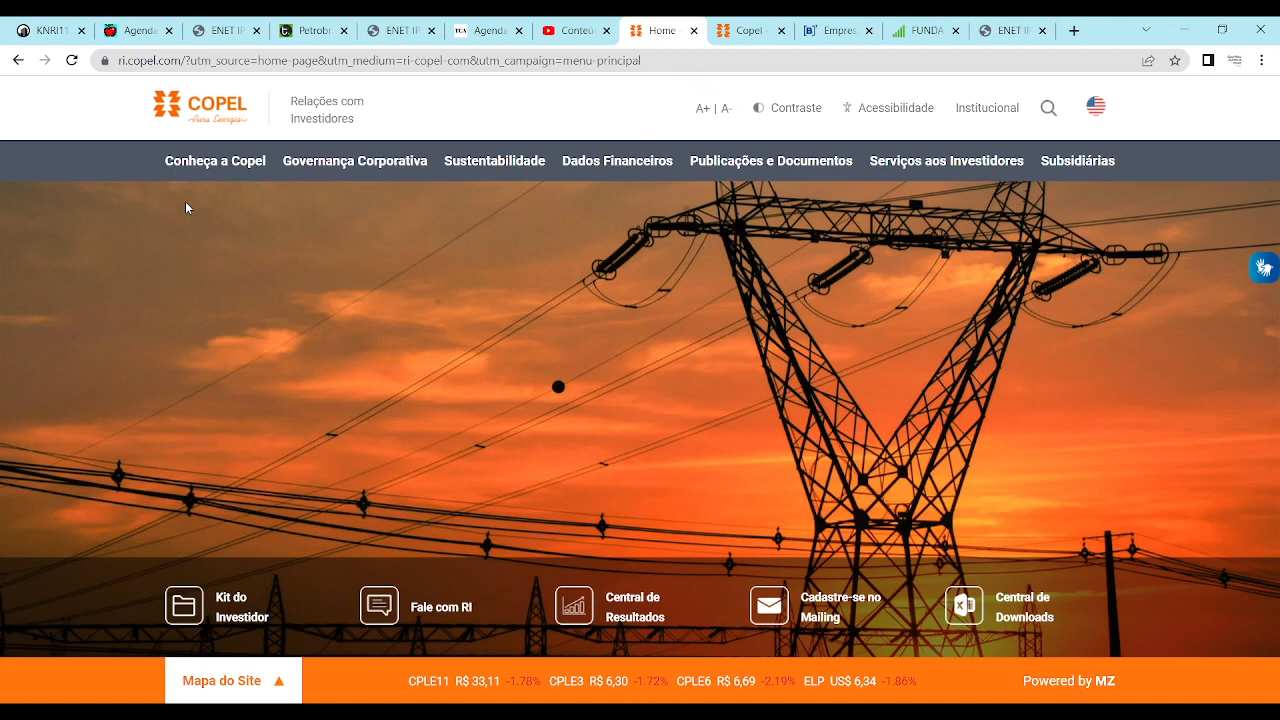 KNRI11
Agenda
ENET IP
Petrob
ENET IP
TCA Agenda
Conteú
Home
Copel -
Empres
FUNDA
ENET IP
ri.copel.com/?utm_source=home-page&utm_medium=ri-copel-com&utm_campaign=menu-principal
COPEL
Pura Energia
Relações com
Investidores
A+ | A-
Contraste
Acessibilidade
Institucional
Conheça a Copel
Governança Corporativa
Sustentabilidade
Dados Financeiros
Publicações e Documentos
Serviços aos Investidores
Subsidiárias
Kit do
Investidor
Fale com RI
Central de
Resultados
Cadastre-se no
Mailing
Central de
Downloads
Mapa do Site
CPLE11 R$ 33,11 -1.78% CPLE3 R$ 6,30 -1.72% CPLE6 R$ 6,69 -2.19% ELP US$ 6,34 -1.86%
Powered by MZ